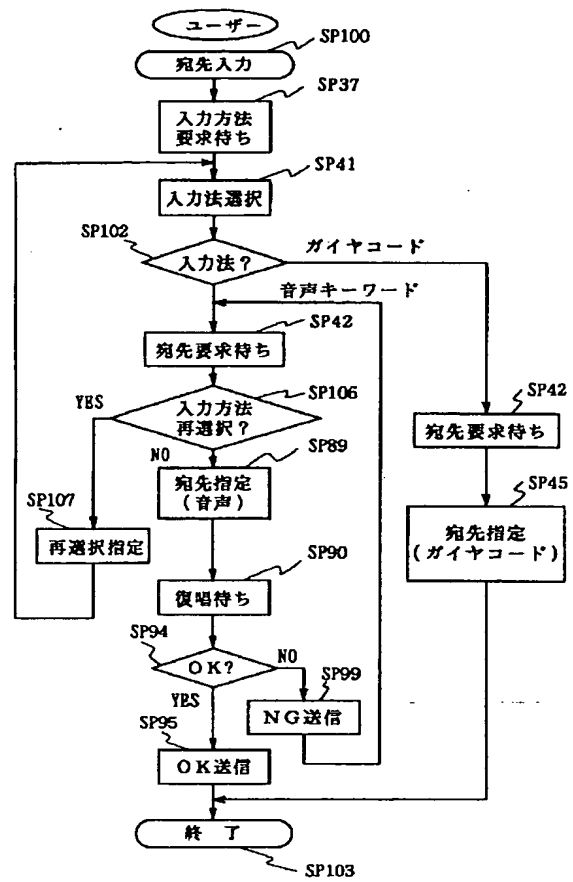 ユーザー
SP100
宛先入力
SP37
入力方法
要求待ち
SP41
入力法選択
SP102
入力法？
ガイヤコード
音声キーワード
SP42
宛先要求待ち
SP106
YES
入力方法
再選択？
NO
SP89
宛先指定
(音声)
SP107
再選択指定
SP42
宛先要求待ち
SP45
宛先指定
(ガイヤコード)
SP90
復唱待ち
SP94
OK?
NO
SP99
NG送信
YES
SP95
OK送信
終了
SP103